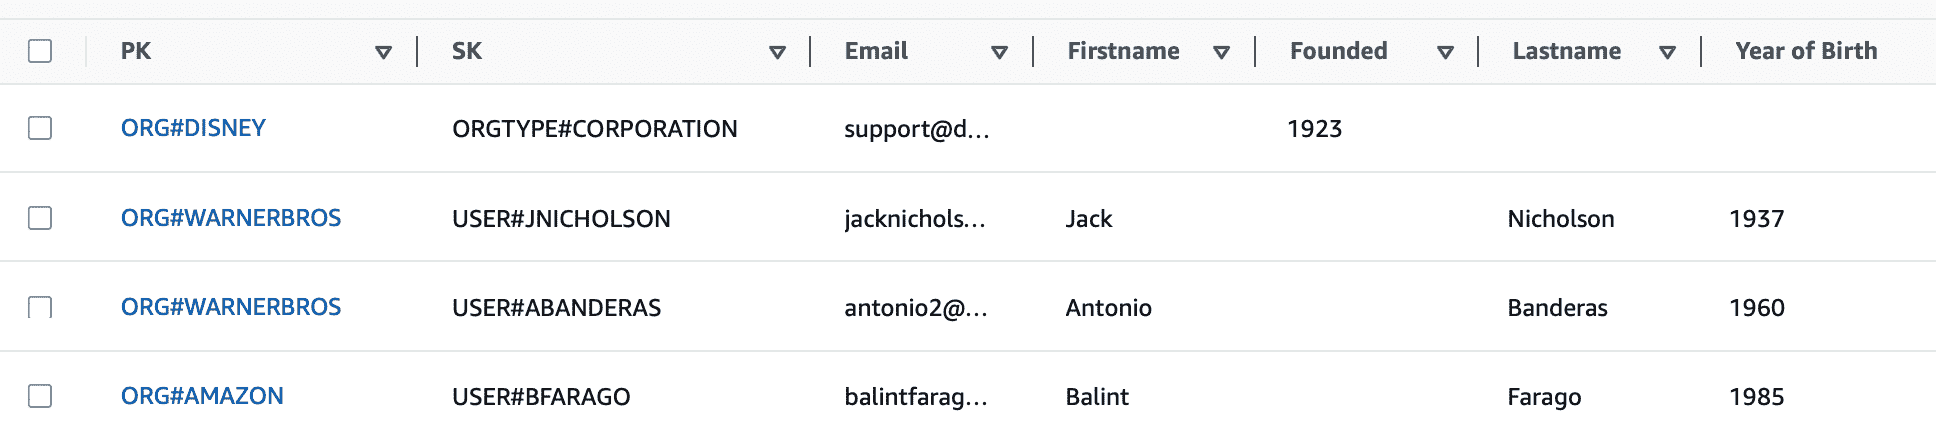 PK SK Email Firstname Founded Lastname Year of Birth
ORG#DISNEY ORGTYPE#CORPORATION support@d... 1923
ORG#WARNERBROS USER#JNICHOLSON jacknichols... Jack Nicholson 1937
ORG#WARNERBROS USER#ABANDERAS antonio2@... Antonio Banderas 1960
ORG#AMAZON USER#BFARAGO balintfarag... Balint Farago 1985